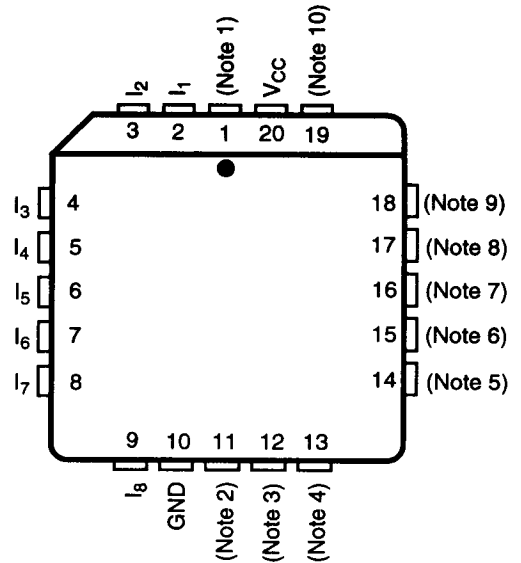 I2 I1 (Note 1) VCC (Note 10)
3 2 1 20 19
I3 4 18 (Note 9)
I4 5 17 (Note 8)
I5 6 16 (Note 7)
I6 7 15 (Note 6)
I7 8 14 (Note 5)
9 10 11 12 13
I8 GND (Note 2) (Note 3) (Note 4)